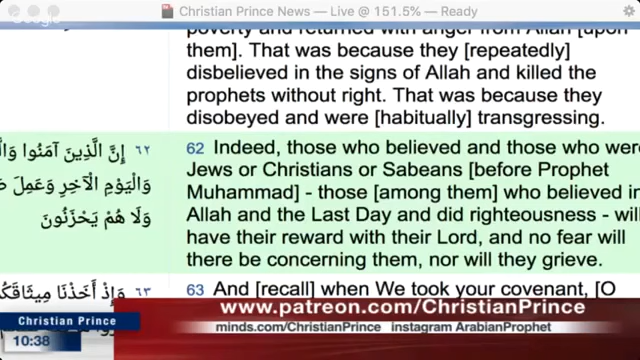 Christian Prince News — Live @ 151.5% — Ready
poverty and returned with anger from Allah [upon
them]. That was because they [repeatedly]
disbelieved in the signs of Allah and killed the
prophets without right. That was because they
disobeyed and were [habitually] transgressing.
٦٢ إِنَّ الَّذِينَ آمَنُوا
وَالْيَوْمِ الْآخِرِ وَعَمِلَ
وَلَا هُمْ يَحْزَنُونَ
62 Indeed, those who believed and those who were
Jews or Christians or Sabeans [before Prophet
Muhammad] - those [among them] who believed in
Allah and the Last Day and did righteousness - will
have their reward with their Lord, and no fear will
there be concerning them, nor will they grieve.
٦٣ وَإِذْ أَخَذْنَا
63 And [recall] when We took your covenant, [O
www.patreon.com/ChristianPrince
Christian Prince
minds.com/ChristianPrince instagram ArabianProphet
10:38